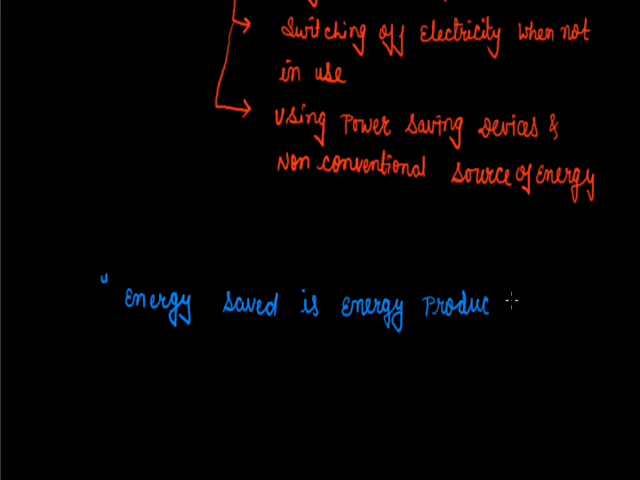 Switching off Electricity When not
in use
Using Power Saving Devices &
Non conventional Source of Energy
" Energy Saved is Energy Produc